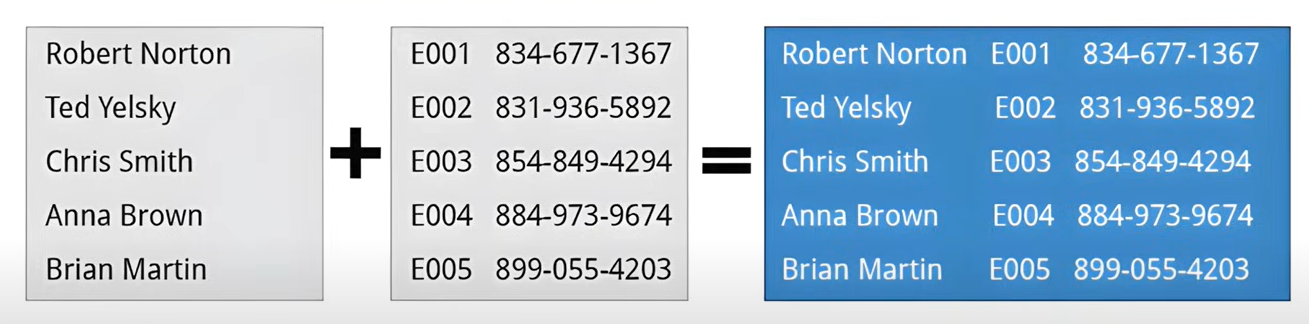 Robert Norton
Ted Yelsky
Chris Smith
Anna Brown
Brian Martin
+
E001 834-677-1367
E002 831-936-5892
E003 854-849-4294
E004 884-973-9674
E005 899-055-4203
=
Robert Norton E001 834-677-1367
Ted Yelsky E002 831-936-5892
Chris Smith E003 854-849-4294
Anna Brown E004 884-973-9674
Brian Martin E005 899-055-4203